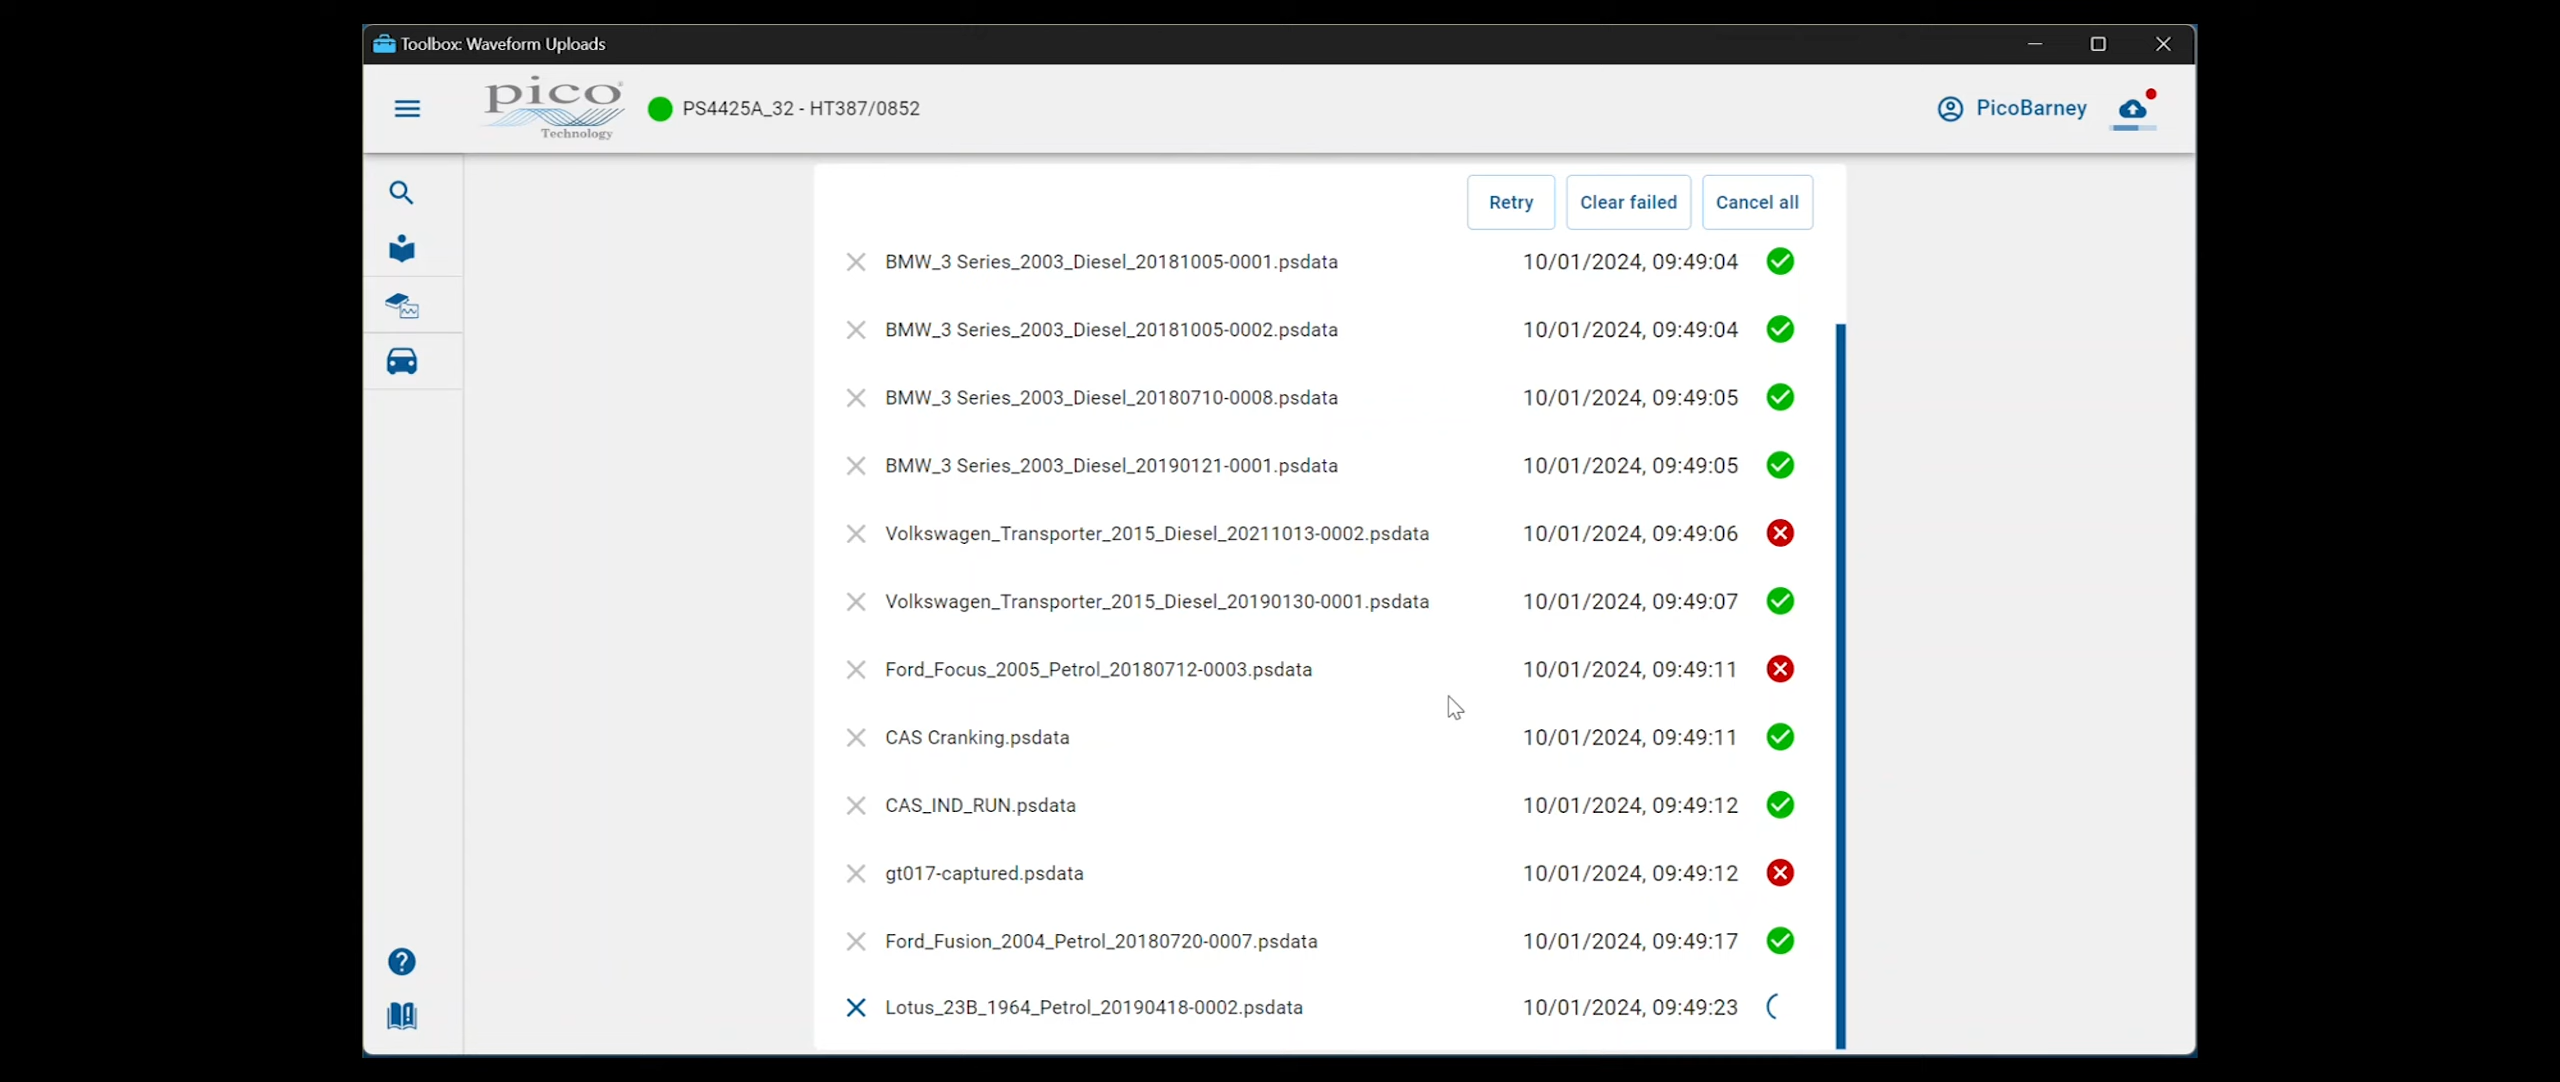 Toolbox: Waveform Uploads
pico
Technology
PS4425A_32 - HT387/0852
PicoBarney
Retry Clear failed Cancel all
BMW_3 Series_2003_Diesel_20181005-0001.psdata 10/01/2024, 09:49:04
BMW_3 Series_2003_Diesel_20181005-0002.psdata 10/01/2024, 09:49:04
BMW_3 Series_2003_Diesel_20180710-0008.psdata 10/01/2024, 09:49:05
BMW_3 Series_2003_Diesel_20190121-0001.psdata 10/01/2024, 09:49:05
Volkswagen_Transporter_2015_Diesel_20211013-0002.psdata 10/01/2024, 09:49:06
Volkswagen_Transporter_2015_Diesel_20190130-0001.psdata 10/01/2024, 09:49:07
Ford_Focus_2005_Petrol_20180712-0003.psdata 10/01/2024, 09:49:11
CAS Cranking.psdata 10/01/2024, 09:49:11
CAS_IND_RUN.psdata 10/01/2024, 09:49:12
gt017-captured.psdata 10/01/2024, 09:49:12
Ford_Fusion_2004_Petrol_20180720-0007.psdata 10/01/2024, 09:49:17
Lotus_23B_1964_Petrol_20190418-0002.psdata 10/01/2024, 09:49:23